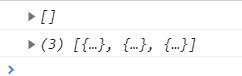 ▶ []
▶ (3) [{…}, {…}, {…}]
>